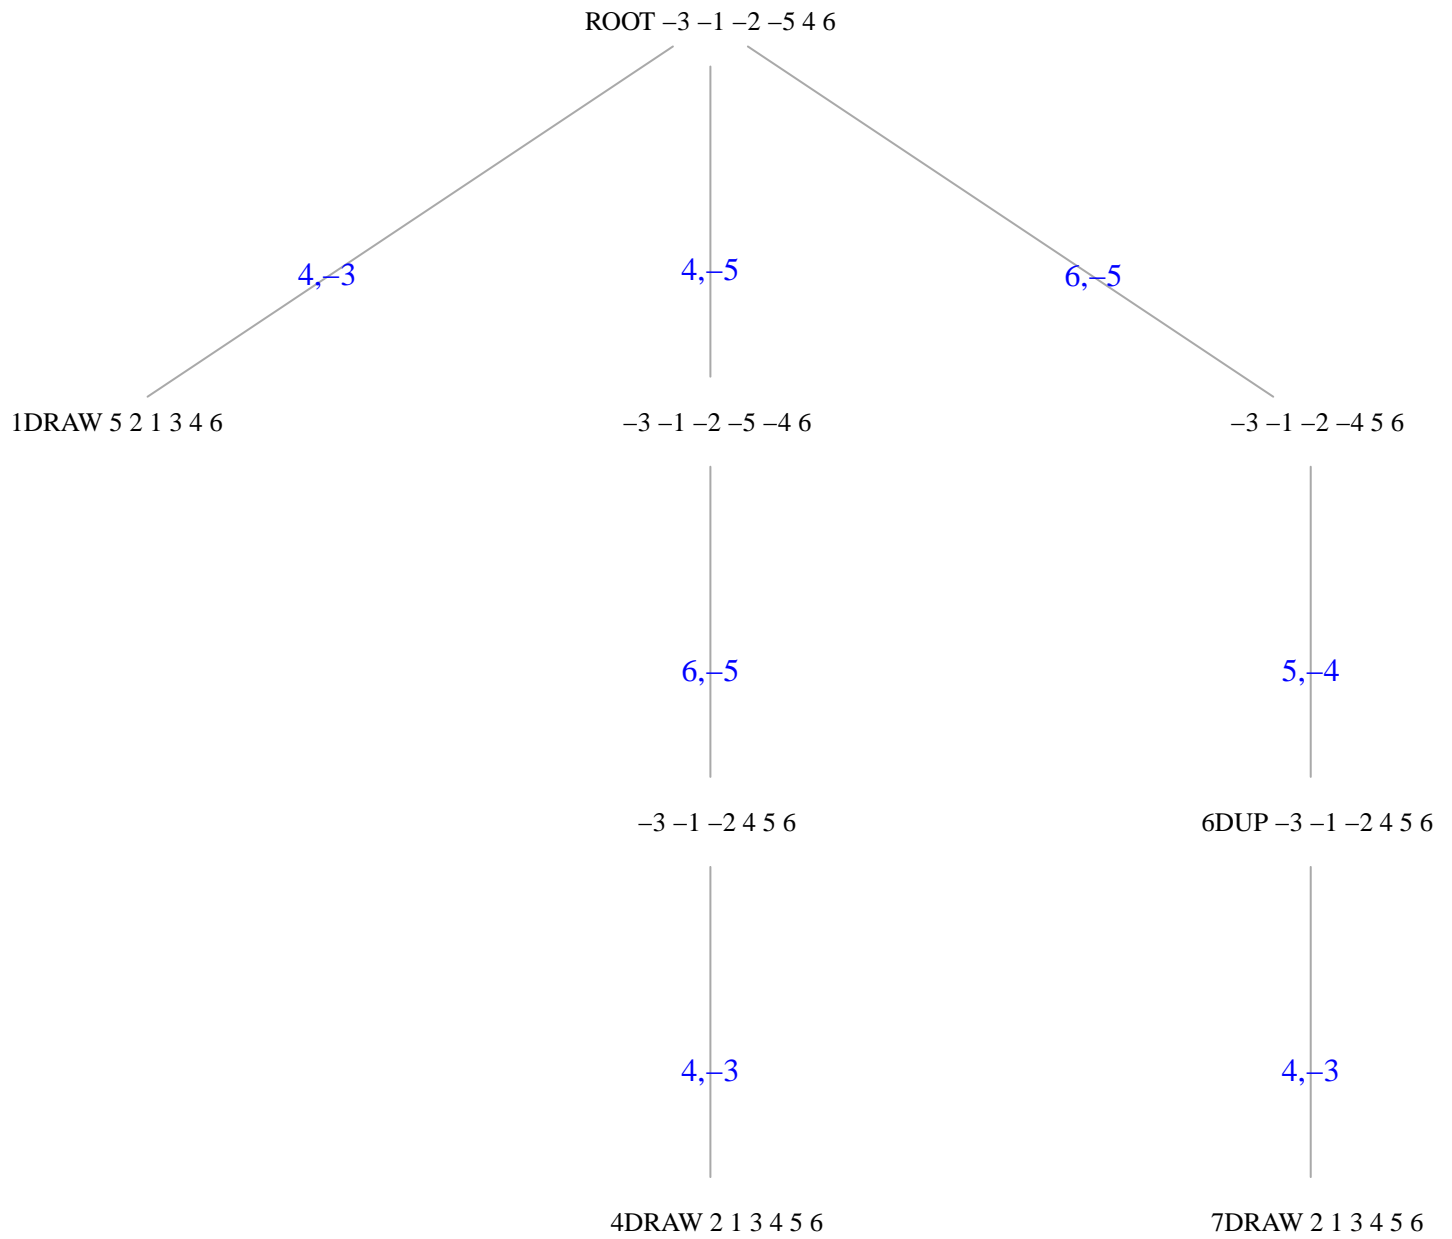 ROOT –3 –1 –2 –5 4 6
4,–3
4,–5
6,–5
1DRAW 5 2 1 3 4 6
–3 –1 –2 –5 –4 6
–3 –1 –2 –4 5 6
6,–5
5,–4
–3 –1 –2 4 5 6
6DUP –3 –1 –2 4 5 6
4,–3
4,–3
4DRAW 2 1 3 4 5 6
7DRAW 2 1 3 4 5 6